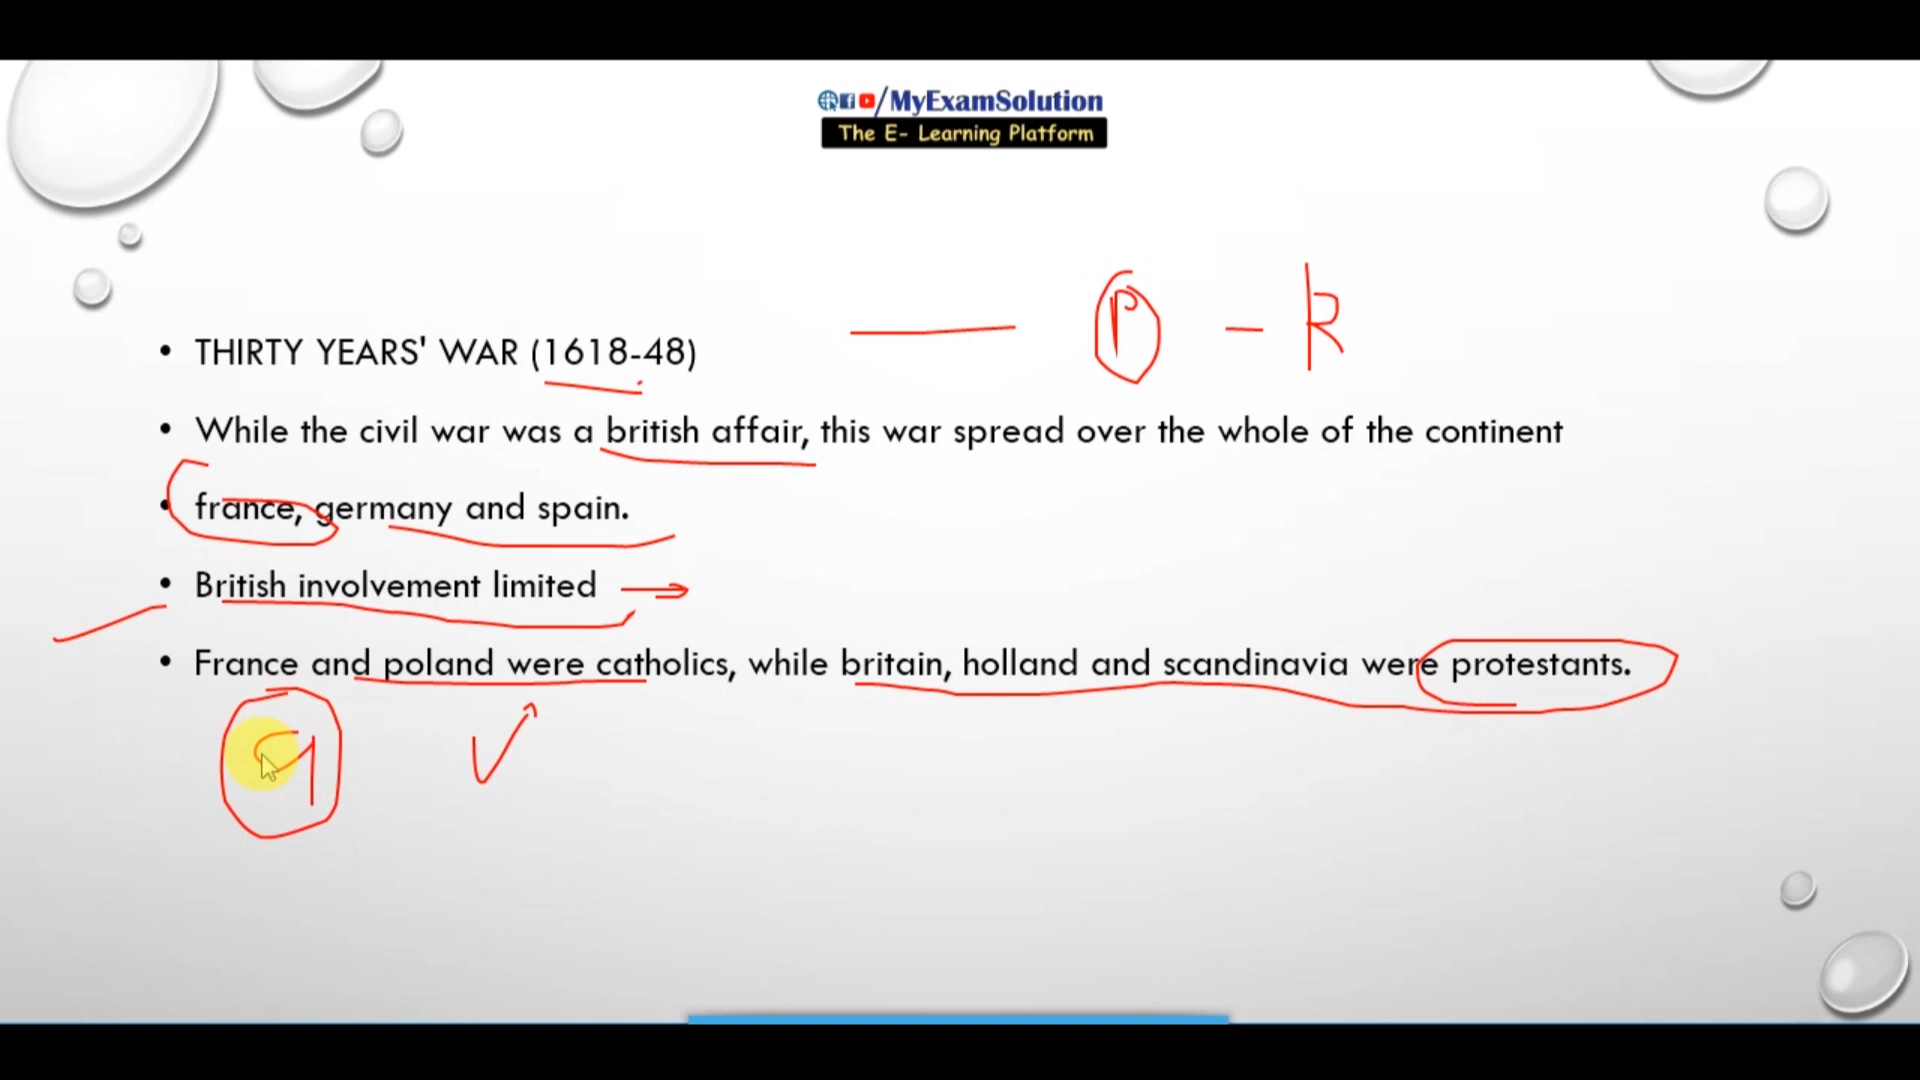 /MyExamSolution
The E- Learning Platform
P - R
• THIRTY YEARS' WAR (1618-48)
• While the civil war was a british affair, this war spread over the whole of the continent
• france, germany and spain.
• British involvement limited →
• France and poland were catholics, while britain, holland and scandinavia were protestants.